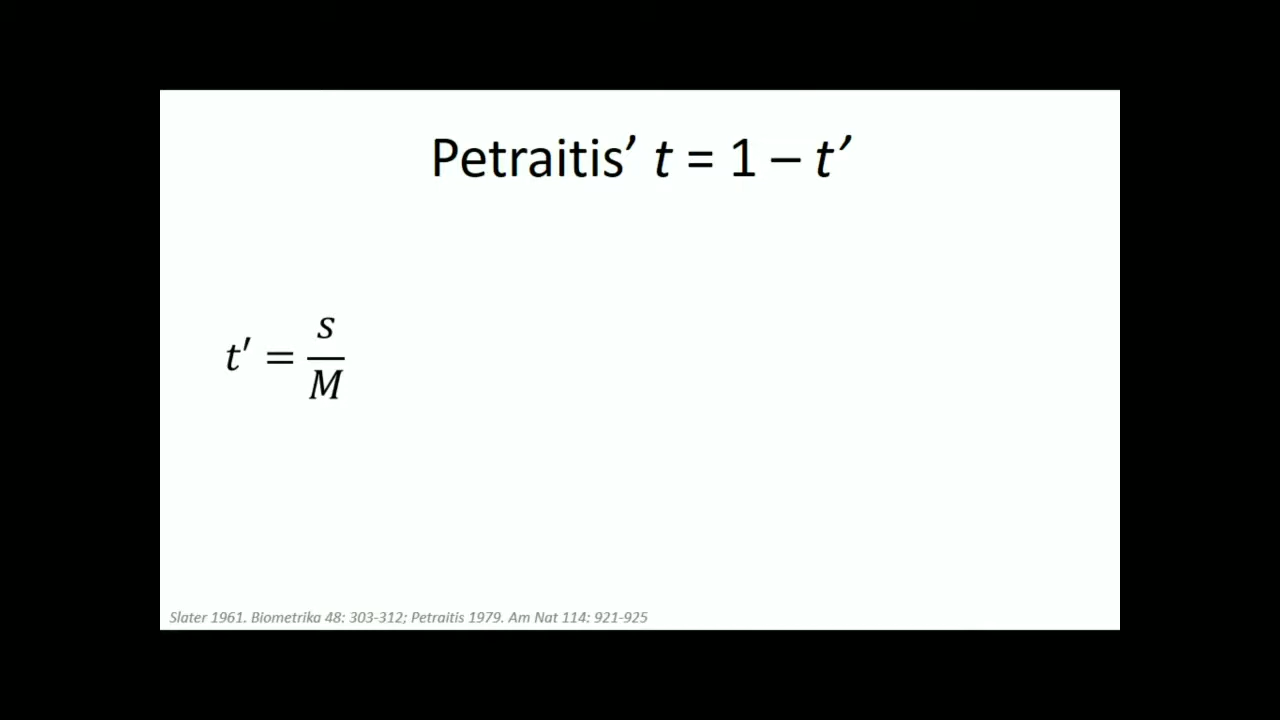 Petraitis’ t = 1 – t’
t′ = s/M
Slater 1961. Biometrika 48: 303-312; Petraitis 1979. Am Nat 114: 921-925